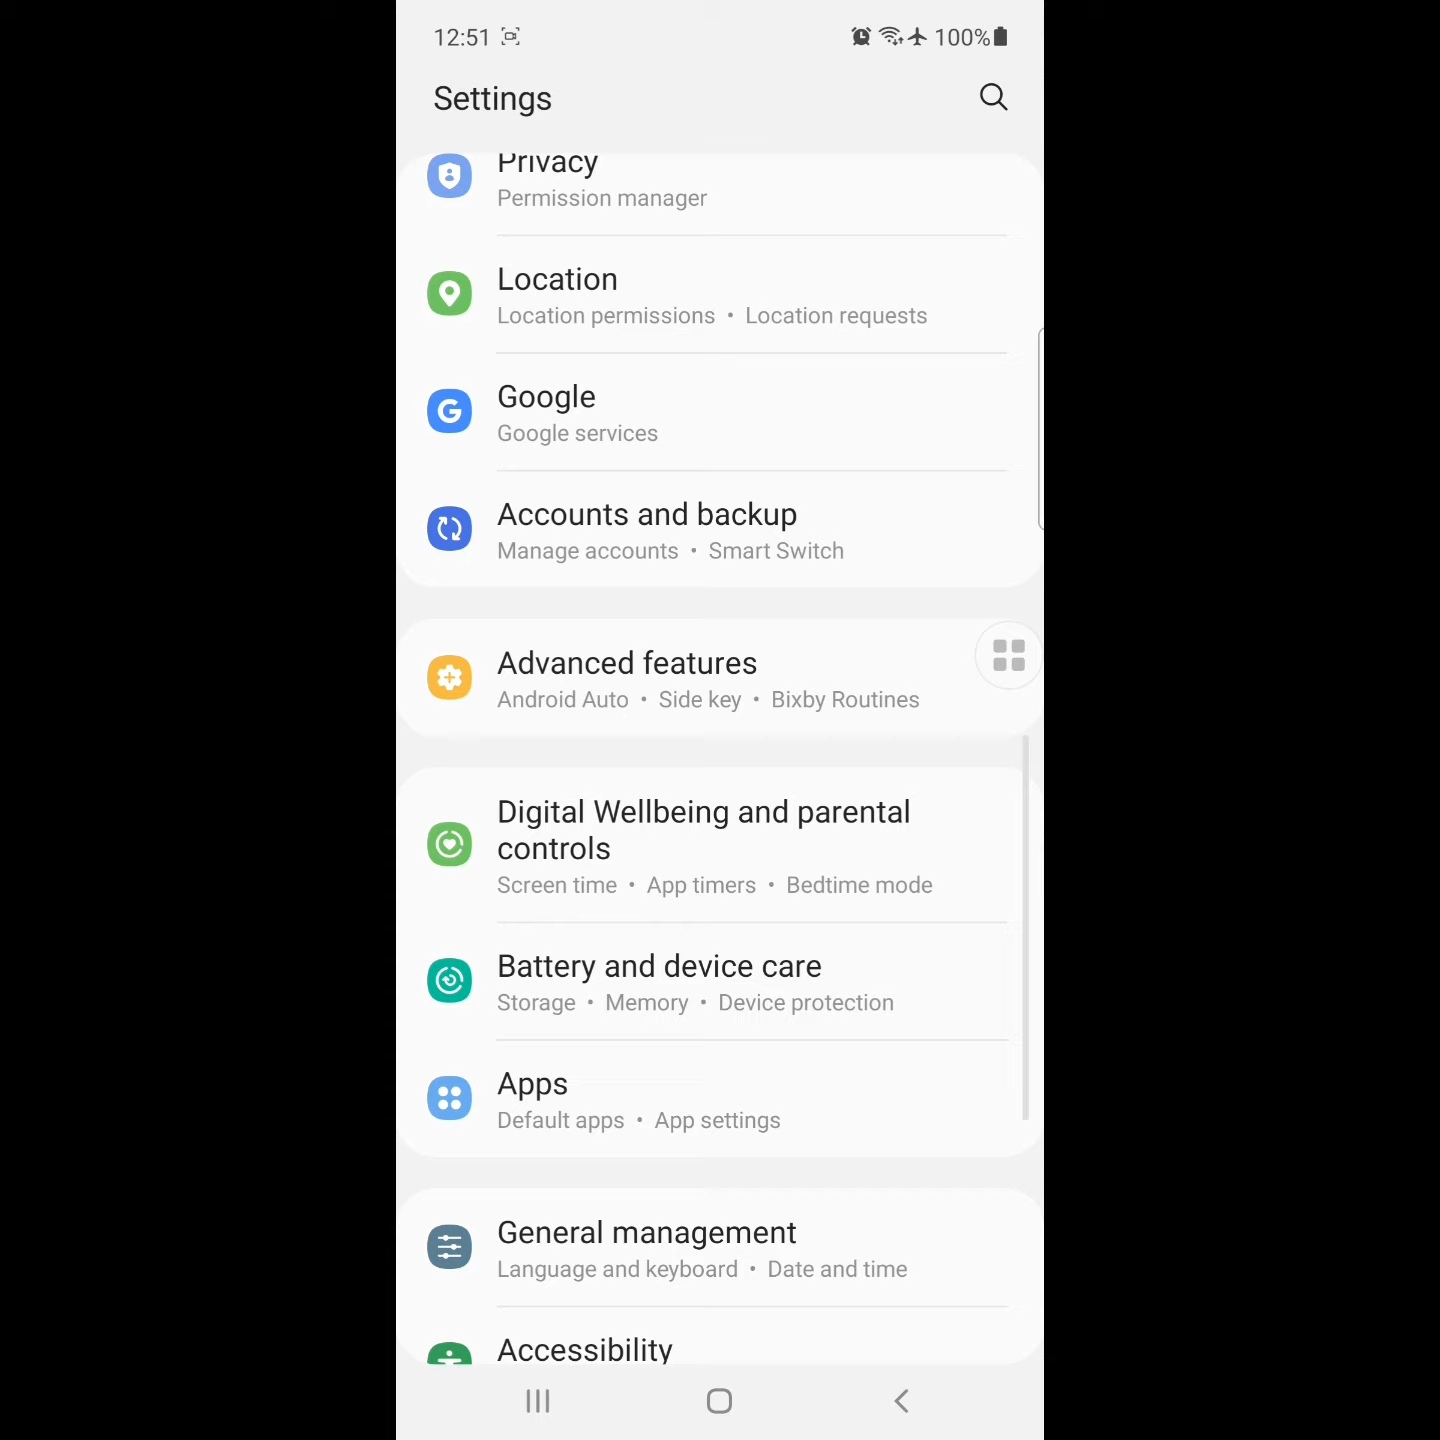 12:51 100%
Settings
Privacy
Permission manager
Location
Location permissions • Location requests
Google
Google services
Accounts and backup
Manage accounts • Smart Switch
Advanced features
Android Auto • Side key • Bixby Routines
Digital Wellbeing and parental
controls
Screen time • App timers • Bedtime mode
Battery and device care
Storage • Memory • Device protection
Apps
Default apps • App settings
General management
Language and keyboard • Date and time
Accessibility